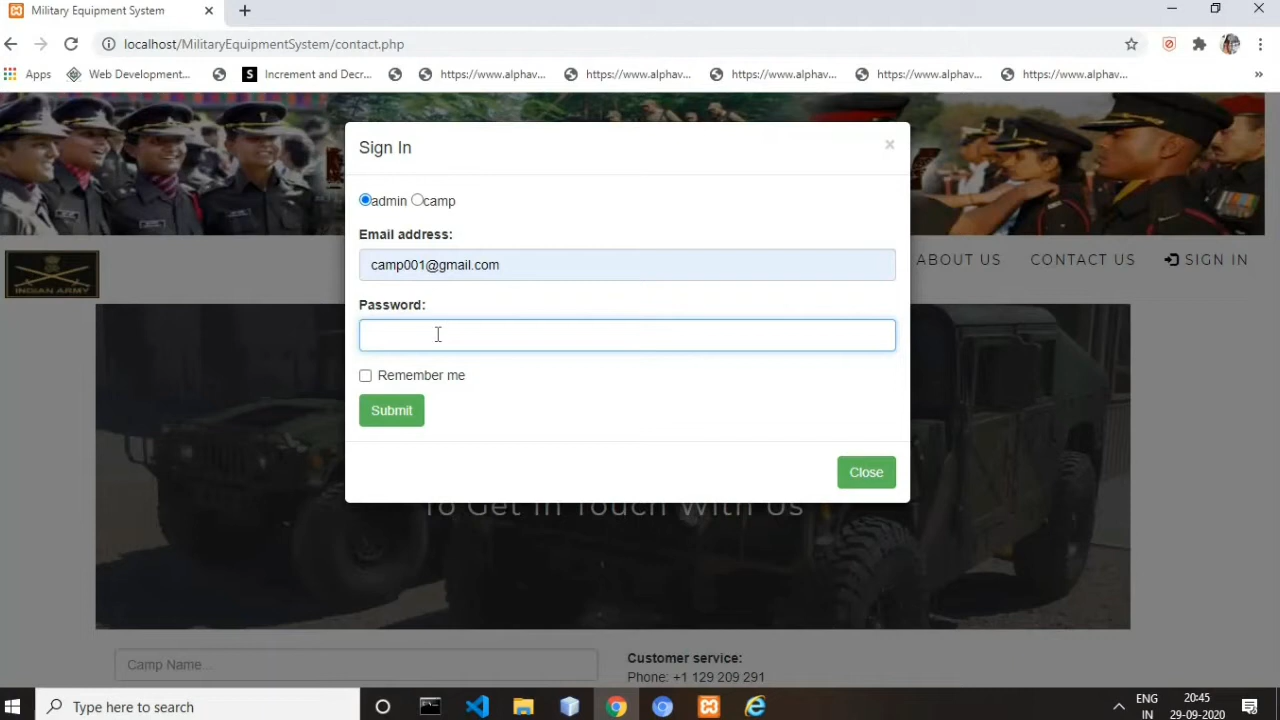 Military Equipment System
localhost/MilitaryEquipmentSystem/contact.php
Apps
Web Development...
Increment and Decr...
https://www.alphav...
https://www.alphav...
https://www.alphav...
https://www.alphav...
https://www.alphav...
Sign In
×
admin
camp
Email address:
camp001@gmail.com
Password:
Remember me
Submit
Close
INDIAN ARMY
ABOUT US
CONTACT US
SIGN IN
To Get In Touch With Us
Camp Name...
Customer service:
Phone: +1 129 209 291
Type here to search
ENG
IN
20:45
29-09-2020